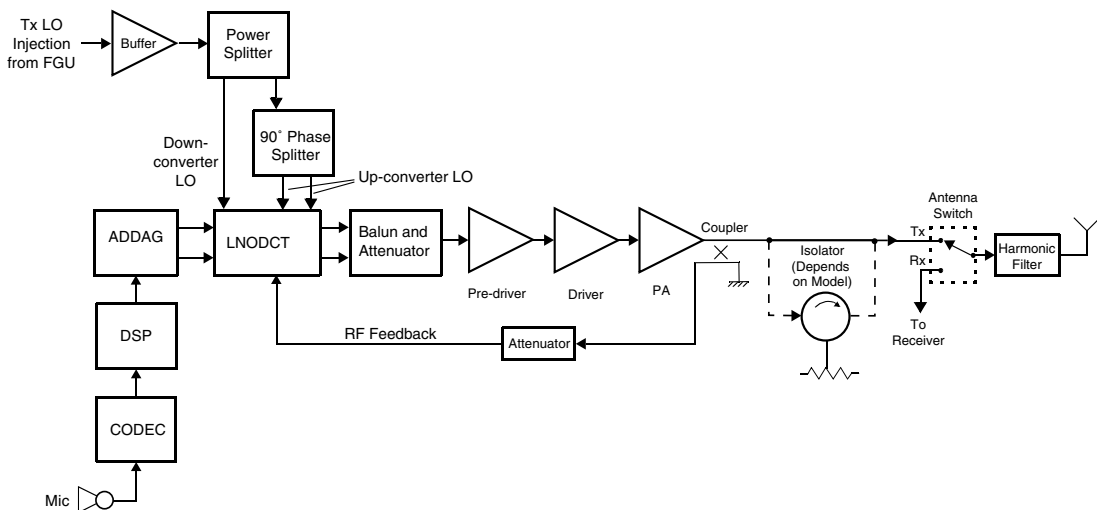 Tx LO
Injection
from FGU
Buffer
Power
Splitter
90° Phase
Splitter
Down-
converter
LO
Up-converter LO
ADDAG
LNODCT
Balun and
Attenuator
Pre-driver
Driver
PA
Coupler
Isolator
(Depends
on Model)
Antenna
Switch
Tx
Rx
To
Receiver
Harmonic
Filter
RF Feedback
Attenuator
DSP
CODEC
Mic